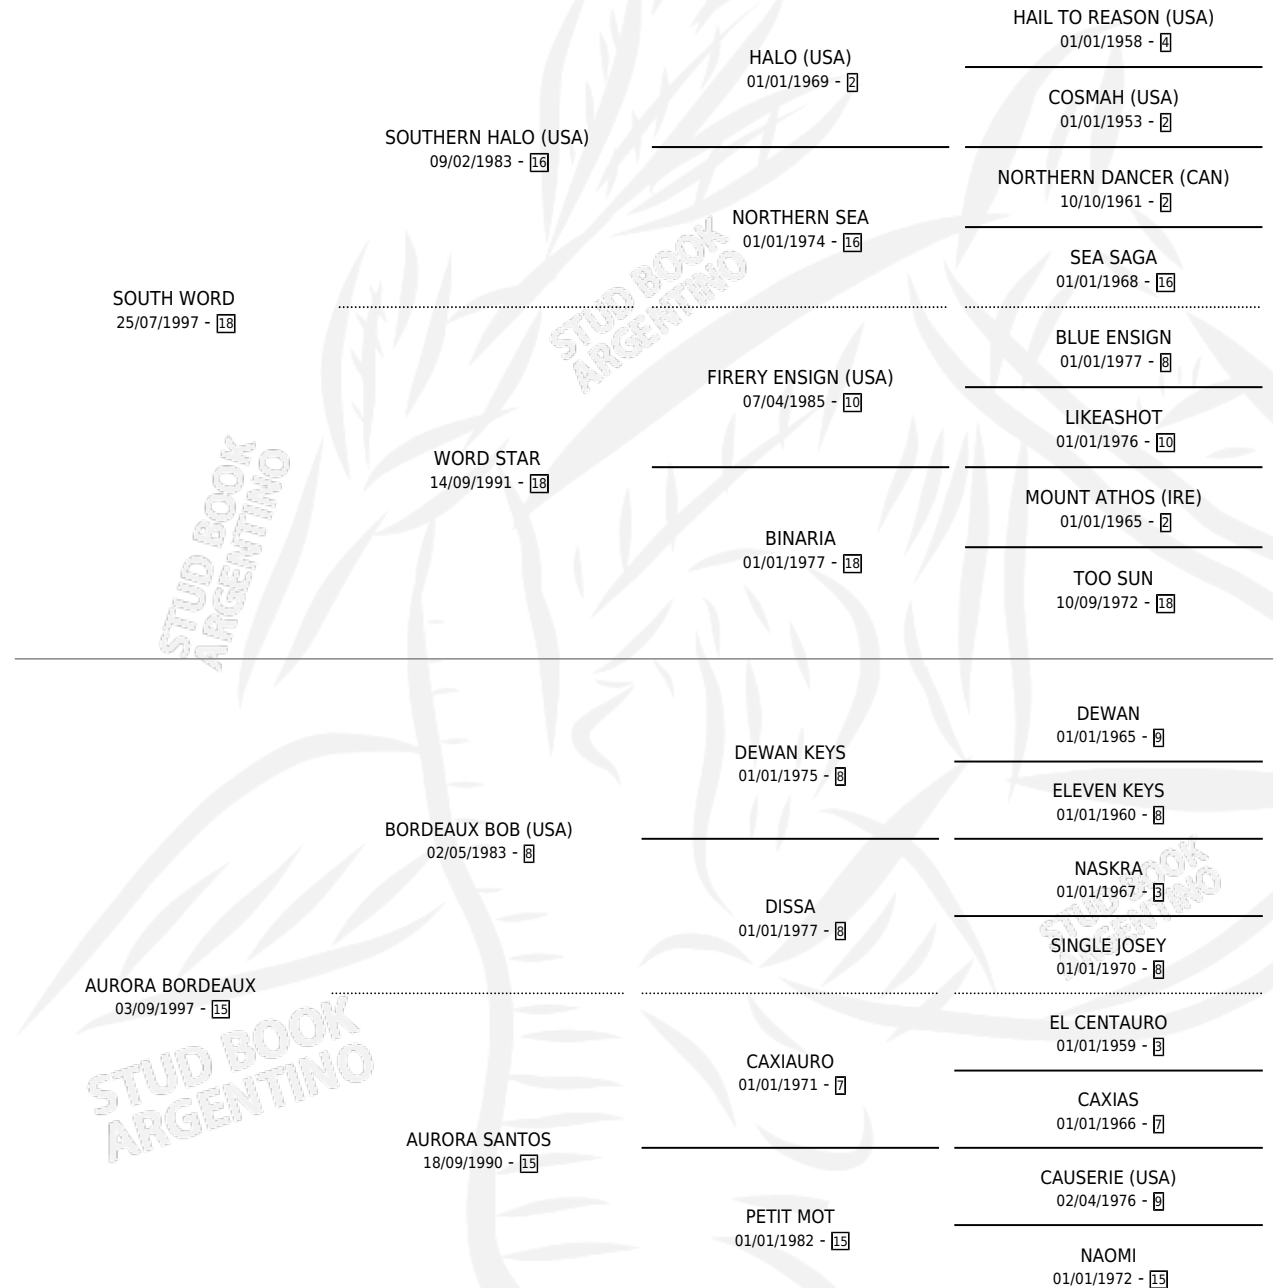 HAIL TO REASON (USA)
01/01/1958 - 4
HALO (USA)
01/01/1969 - 2
COSMAH (USA)
01/01/1953 - 2
SOUTHERN HALO (USA)
09/02/1983 - 16
NORTHERN DANCER (CAN)
10/10/1961 - 2
NORTHERN SEA
01/01/1974 - 16
SEA SAGA
01/01/1968 - 16
SOUTH WORD
25/07/1997 - 18
STUD BOOK
ARGENTINO
BLUE ENSIGN
01/01/1977 - 8
FIRERY ENSIGN (USA)
07/04/1985 - 10
LIKEASHOT
01/01/1976 - 10
WORD STAR
14/09/1991 - 18
MOUNT ATHOS (IRE)
01/01/1965 - 2
BINARIA
01/01/1977 - 18
TOO SUN
10/09/1972 - 18
STUD BOOK
ARGENTINO
DEWAN
01/01/1965 - 9
DEWAN KEYS
01/01/1975 - 8
ELEVEN KEYS
01/01/1960 - 8
BORDEAUX BOB (USA)
02/05/1983 - 8
NASKRA
01/01/1967 - 3
DISSA
01/01/1977 - 8
SINGLE JOSEY
01/01/1970 - 8
STUD BOOK
ARGENTINO
AURORA BORDEAUX
03/09/1997 - 15
EL CENTAURO
01/01/1959 - 3
CAXIAURO
01/01/1971 - 7
CAXIAS
01/01/1966 - 7
STUD BOOK
ARGENTINO
AURORA SANTOS
18/09/1990 - 15
CAUSERIE (USA)
02/04/1976 - 9
PETIT MOT
01/01/1982 - 15
NAOMI
01/01/1972 - 15